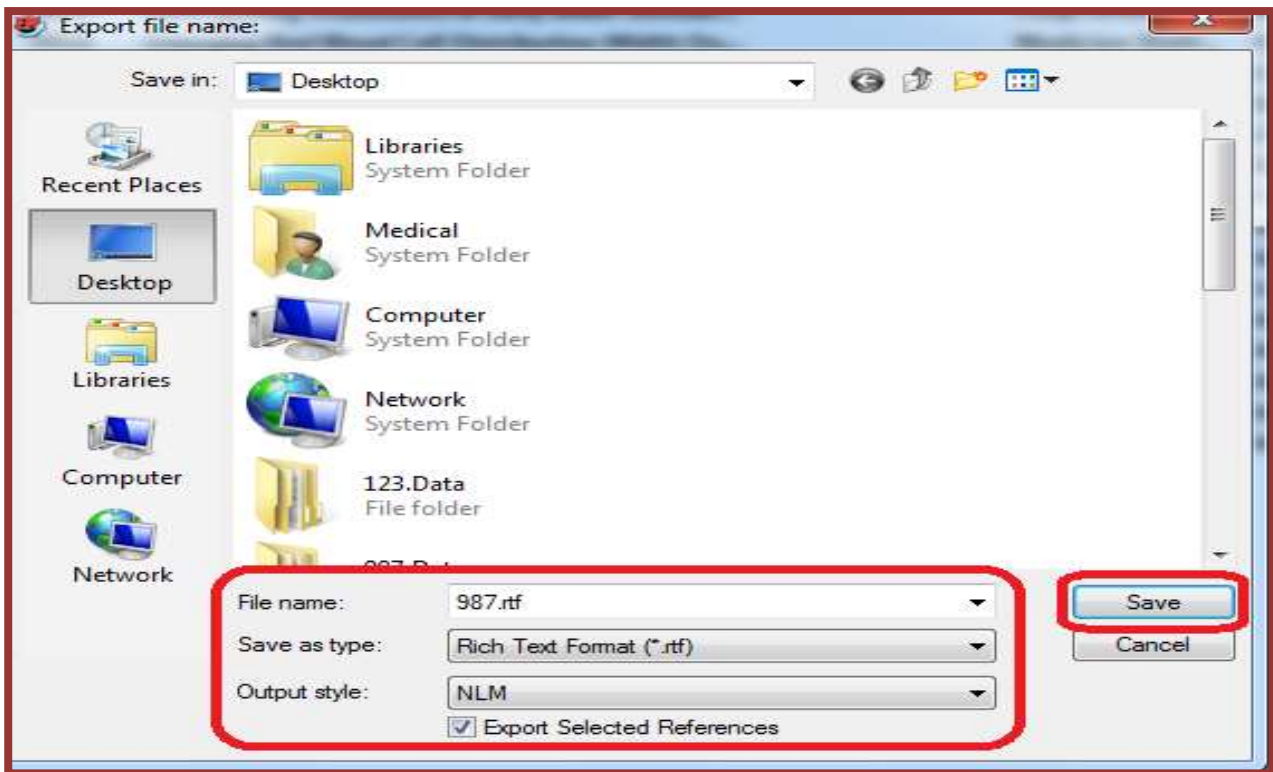 Export file name:
Save in:
Desktop
Recent Places
Desktop
Libraries
Computer
Network
Libraries
System Folder
Medical
System Folder
Computer
System Folder
Network
System Folder
123.Data
File folder
File name:
987.rtf
Save
Save as type:
Rich Text Format (*.rtf)
Cancel
Output style:
NLM
Export Selected References